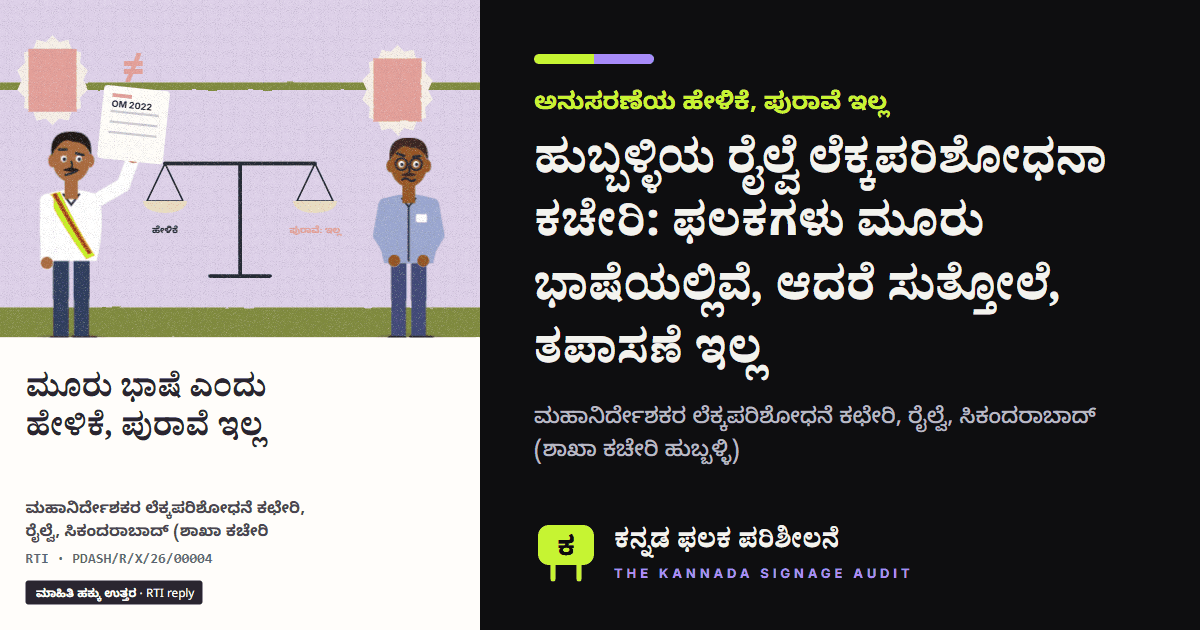 ≠
OM 2022
ಹೇಳಿಕೆ
ಪುರಾವೆ: ಇಲ್ಲ
ಮೂರು ಭಾಷೆ ಎಂದು
ಹೇಳಿಕೆ, ಪುರಾವೆ ಇಲ್ಲ
ಮಹಾನಿರ್ದೇಶಕರ ಲೆಕ್ಕಪರಿಶೋಧನೆ ಕಛೇರಿ,
ರೈಲ್ವೆ, ಸಿಕಂದರಾಬಾದ್ (ಶಾಖಾ ಕಚೇರಿ
RTI · PDASH/R/X/26/00004
ಮಾಹಿತಿ ಹಕ್ಕು ಉತ್ತರ · RTI reply
ಅನುಸರಣೆಯ ಹೇಳಿಕೆ, ಪುರಾವೆ ಇಲ್ಲ
ಹುಬ್ಬಳ್ಳಿಯ ರೈಲ್ವೆ ಲೆಕ್ಕಪರಿಶೋಧನಾ
ಕಚೇರಿ: ಫಲಕಗಳು ಮೂರು
ಭಾಷೆಯಲ್ಲಿವೆ, ಆದರೆ ಸುತ್ತೋಲೆ,
ತಪಾಸಣೆ ಇಲ್ಲ
ಮಹಾನಿರ್ದೇಶಕರ ಲೆಕ್ಕಪರಿಶೋಧನೆ ಕಛೇರಿ, ರೈಲ್ವೆ, ಸಿಕಂದರಾಬಾದ್
(ಶಾಖಾ ಕಚೇರಿ ಹುಬ್ಬಳ್ಳಿ)
ಕ
ಕನ್ನಡ ಫಲಕ ಪರಿಶೀಲನೆ
THE KANNADA SIGNAGE AUDIT